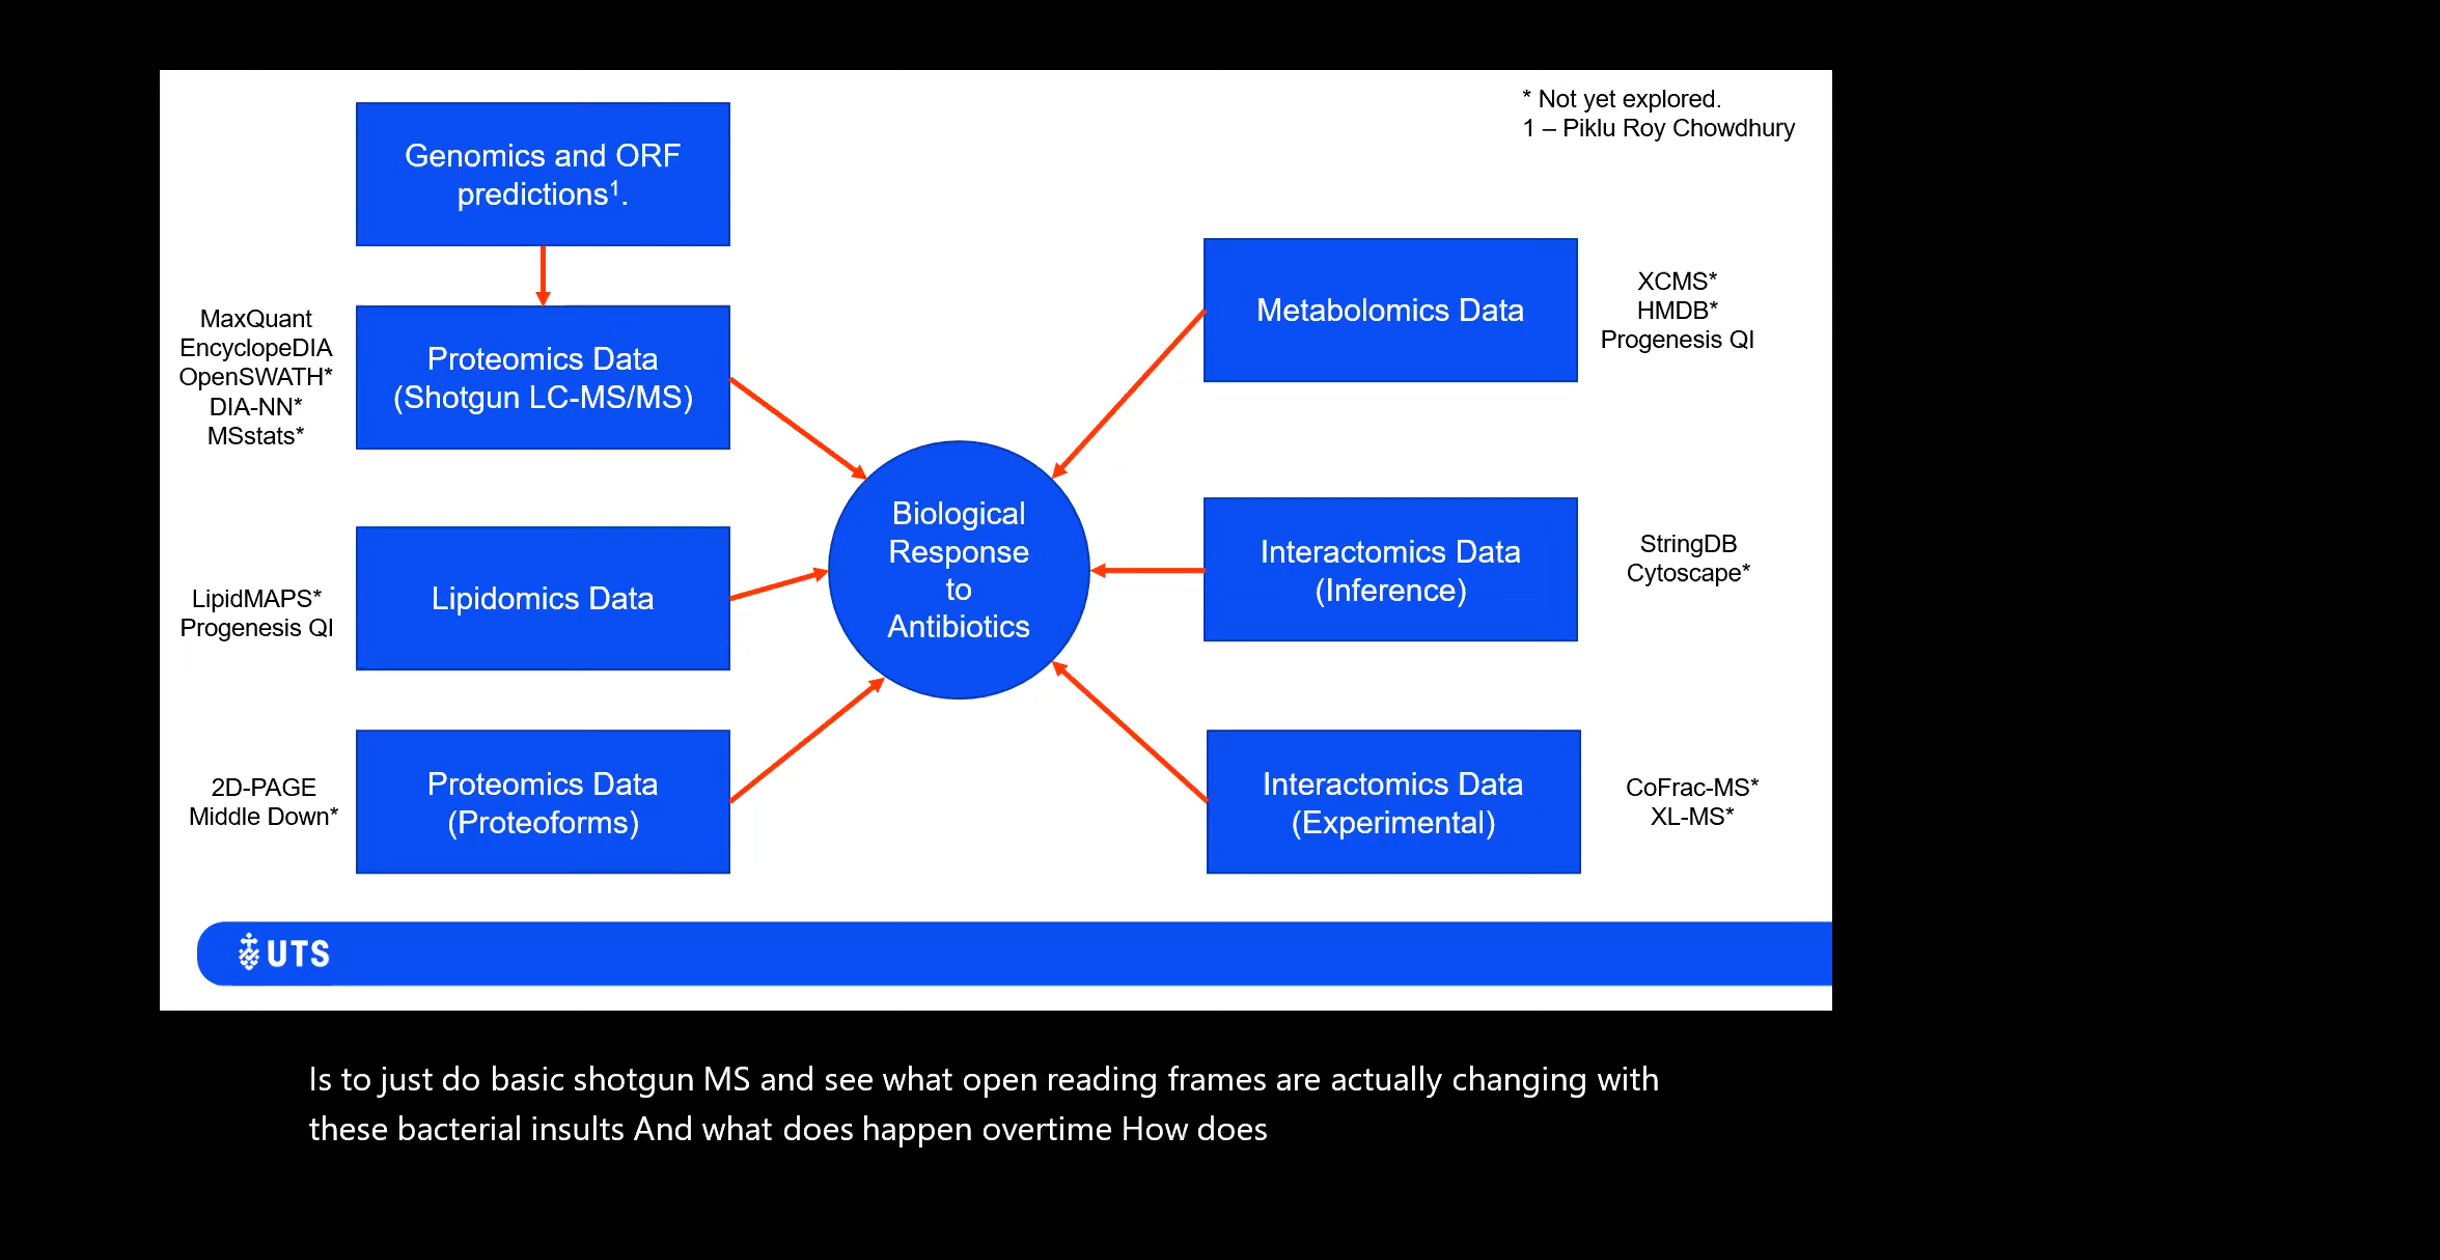 * Not yet explored.
1 – Piklu Roy Chowdhury
Genomics and ORF
predictions¹.
MaxQuant
EncyclopeDIA
OpenSWATH*
DIA-NN*
MSstats*
Proteomics Data
(Shotgun LC-MS/MS)
LipidMAPS*
Progenesis QI
Lipidomics Data
2D-PAGE
Middle Down*
Proteomics Data
(Proteoforms)
Biological
Response
to
Antibiotics
Metabolomics Data
XCMS*
HMDB*
Progenesis QI
Interactomics Data
(Inference)
StringDB
Cytoscape*
Interactomics Data
(Experimental)
CoFrac-MS*
XL-MS*
UTS
Is to just do basic shotgun MS and see what open reading frames are actually changing with
these bacterial insults And what does happen overtime How does